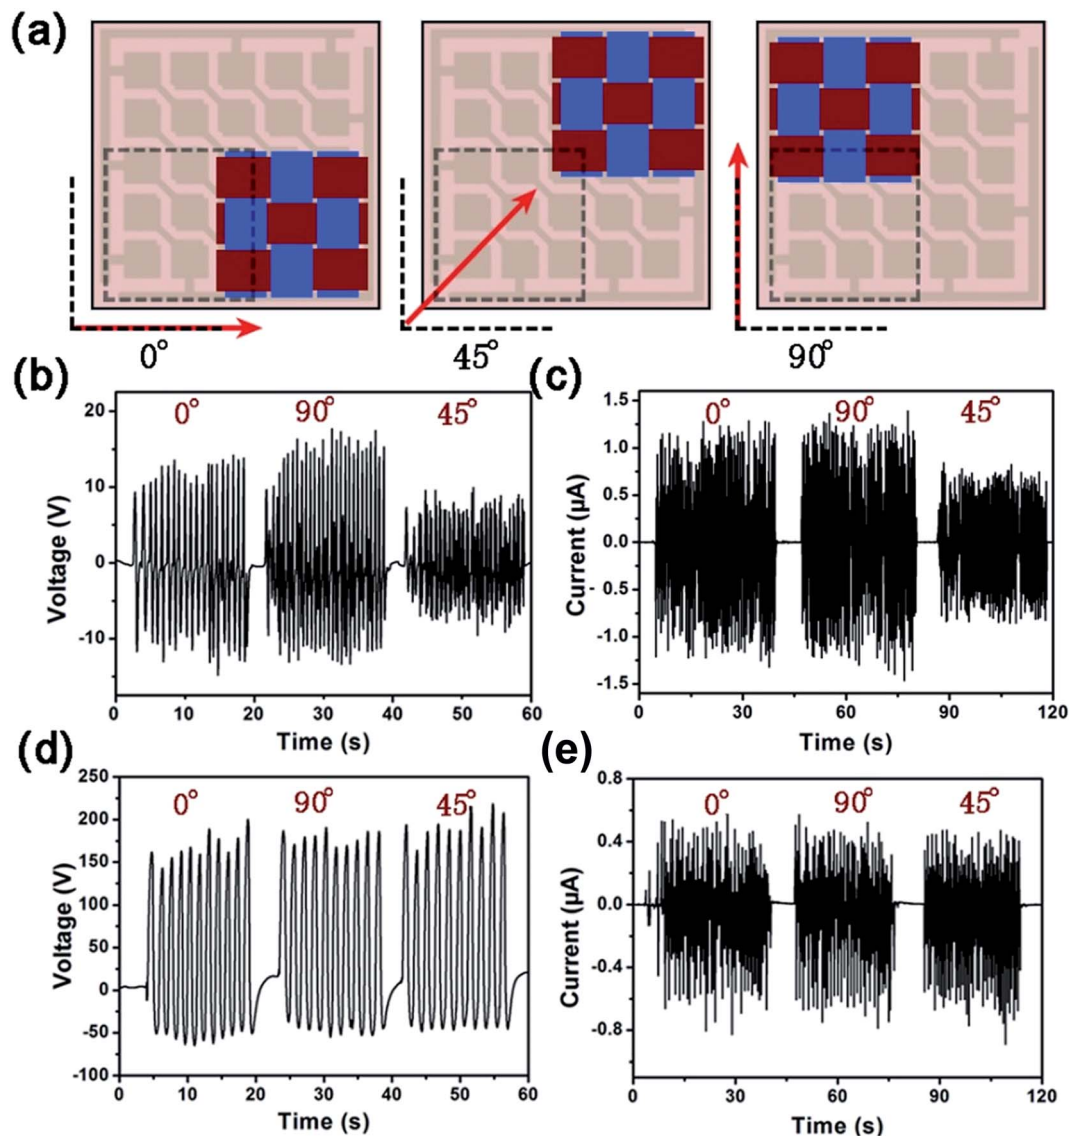 (a)
0° 45° 90°
(b)
0° 90° 45°
20
10
0
-10
Voltage (V)
0 10 20 30 40 50 60
Time (s)
(c)
0° 90° 45°
1.5
1.0
0.5
0.0
-0.5
-1.0
-1.5
Current (μA)
0 30 60 90 120
Time (s)
(d)
0° 90° 45°
250
200
150
100
50
0
-50
-100
Voltage (V)
0 10 20 30 40 50 60
Time (s)
(e)
0° 90° 45°
0.8
0.4
0.0
-0.4
-0.8
Current (μA)
0 30 60 90 120
Time (s)